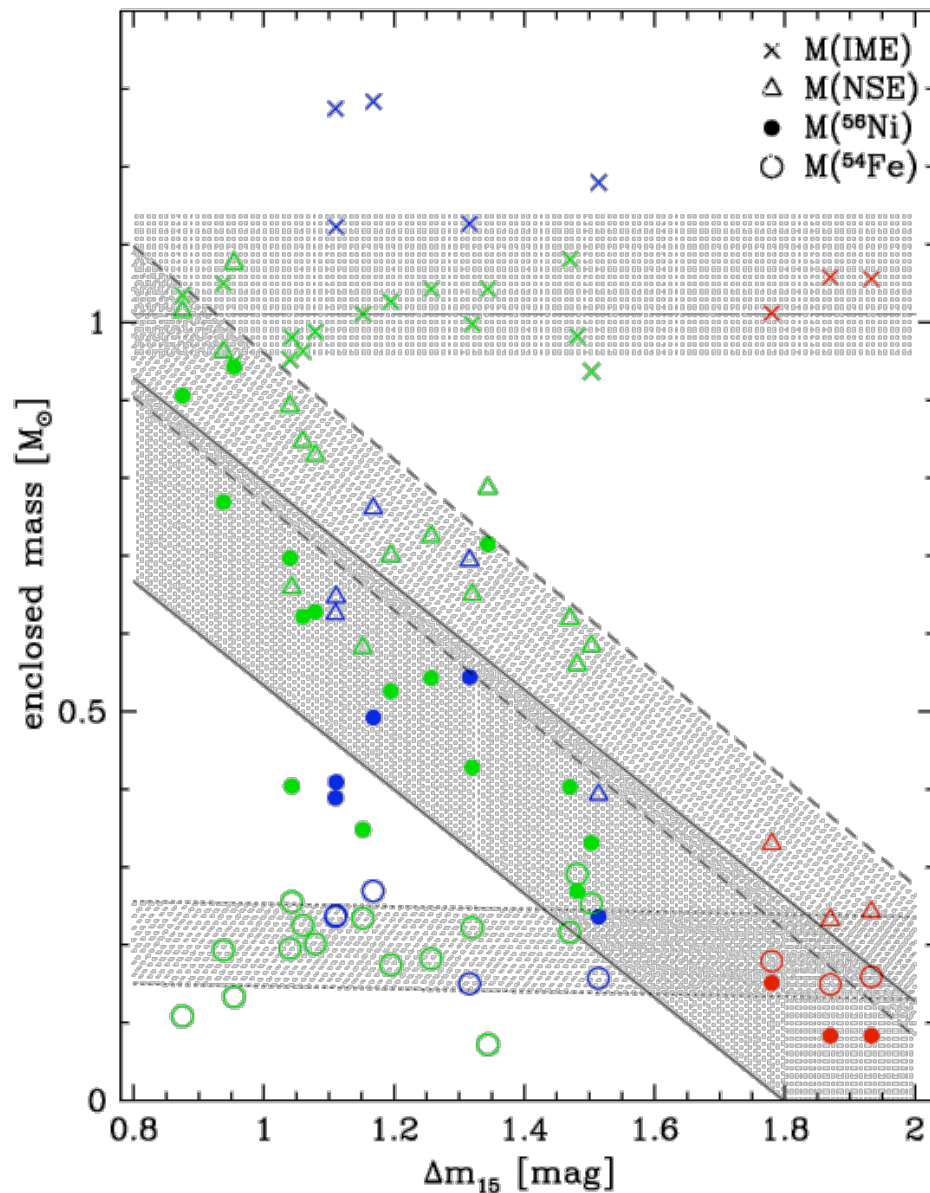 × M(IME)
△ M(NSE)
● M(⁵⁶Ni)
○ M(⁵⁴Fe)
enclosed mass [M☉]
1
0.5
0
0.8 1 1.2 1.4 1.6 1.8 2
Δm₁₅ [mag]